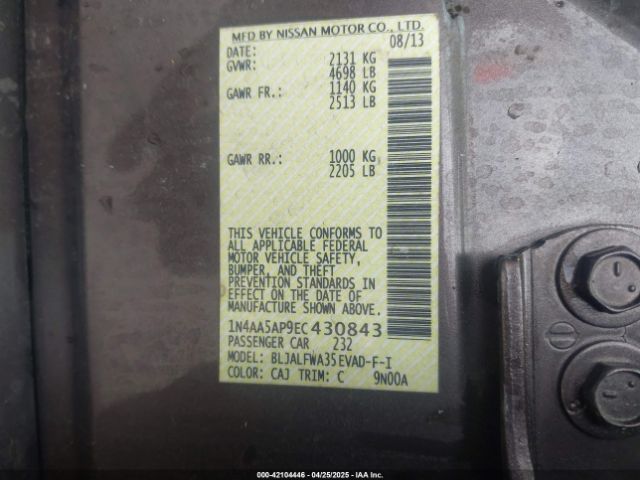 MFD BY NISSAN MOTOR CO., LTD.
DATE: 08/13
GVWR: 2131 KG
4698 LB
GAWR FR.: 1140 KG
2513 LB
GAWR RR.: 1000 KG
2205 LB
THIS VEHICLE CONFORMS TO
ALL APPLICABLE FEDERAL
MOTOR VEHICLE SAFETY,
BUMPER, AND THEFT
PREVENTION STANDARDS IN
EFFECT ON THE DATE OF
MANUFACTURE SHOWN ABOVE.
1N4AA5AP9EC430843
PASSENGER CAR 232
MODEL: BLJALFWA35EVAD-F-I
COLOR: CAJ TRIM: C 9N00A
000-42104446 - 04/25/2025 - IAA Inc.